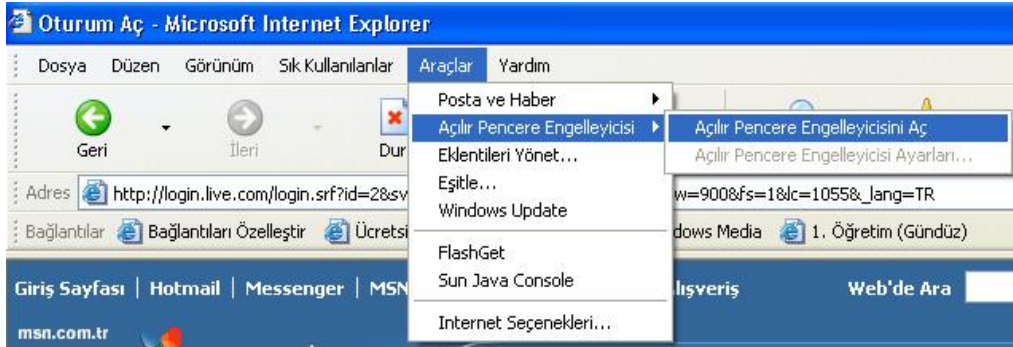 Oturum Aç - Microsoft Internet Explorer
Dosya Düzen Görünüm Sık Kullanılanlar Araçlar Yardım
Posta ve Haber
Açılır Pencere Engelleyicisi
Açılır Pencere Engelleyicisini Aç
Geri İleri Dur
Eklentileri Yönet...
Açılır Pencere Engelleyicisi Ayarları...
Eşitle...
Adres http://login.live.com/login.srf?id=2&sv w=900&fs=1&lc=1055&_lang=TR
Windows Update
Bağlantılar Bağlantıları Özelleştir Ücretsi dows Media 1. Öğretim (Gündüz)
FlashGet
Sun Java Console
Giriş Sayfası | Hotmail | Messenger | MSN lışveriş Web'de Ara
Internet Seçenekleri...
msn.com.tr